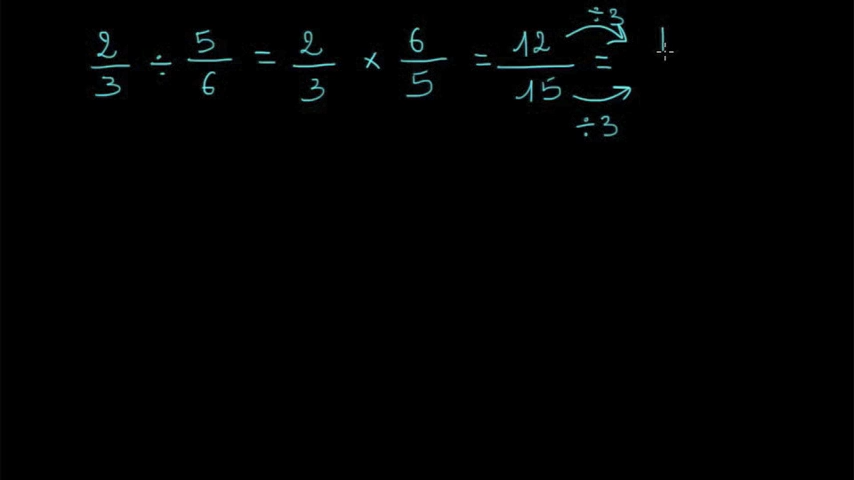 2/3 ÷ 5/6 = 2/3 × 6/5 = 12/15 =
÷3
÷3